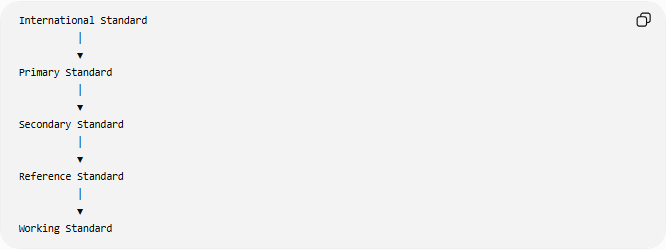 International Standard
│
▼
Primary Standard
│
▼
Secondary Standard
│
▼
Reference Standard
│
▼
Working Standard